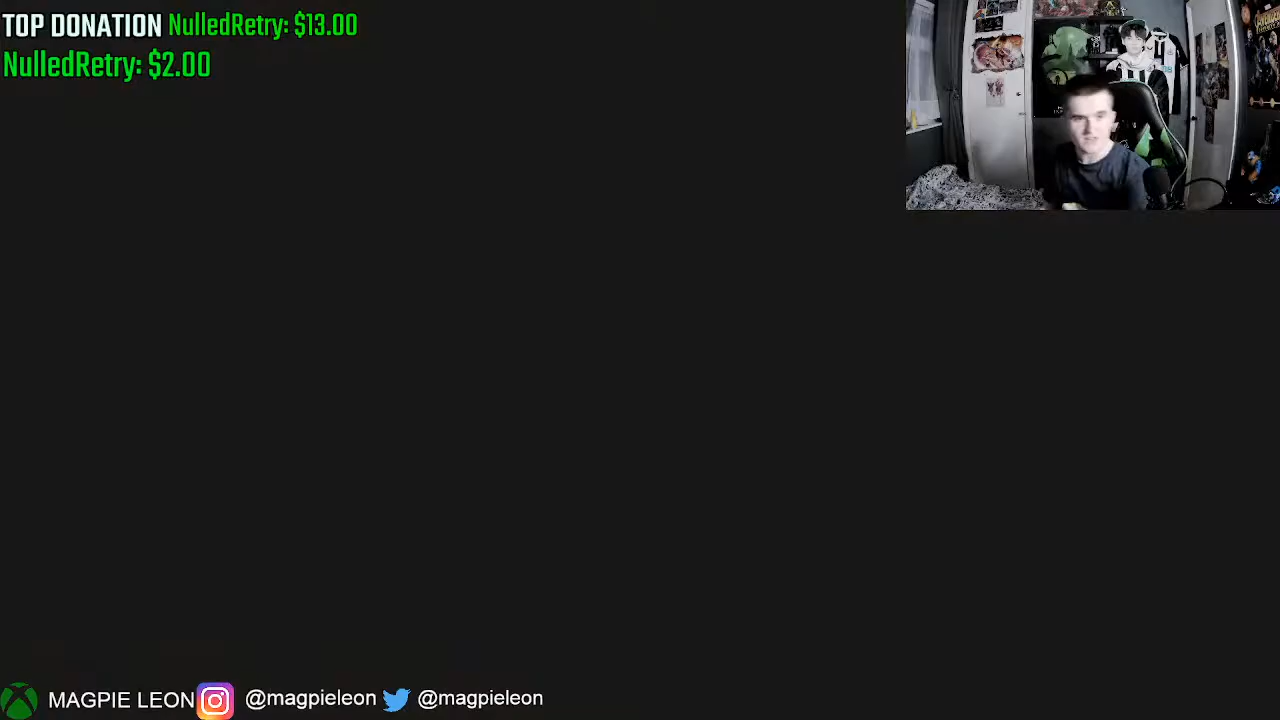 TOP DONATION NulledRetry: $13.00
NulledRetry: $2.00
MAGPIE LEON @magpieleon @magpieleon